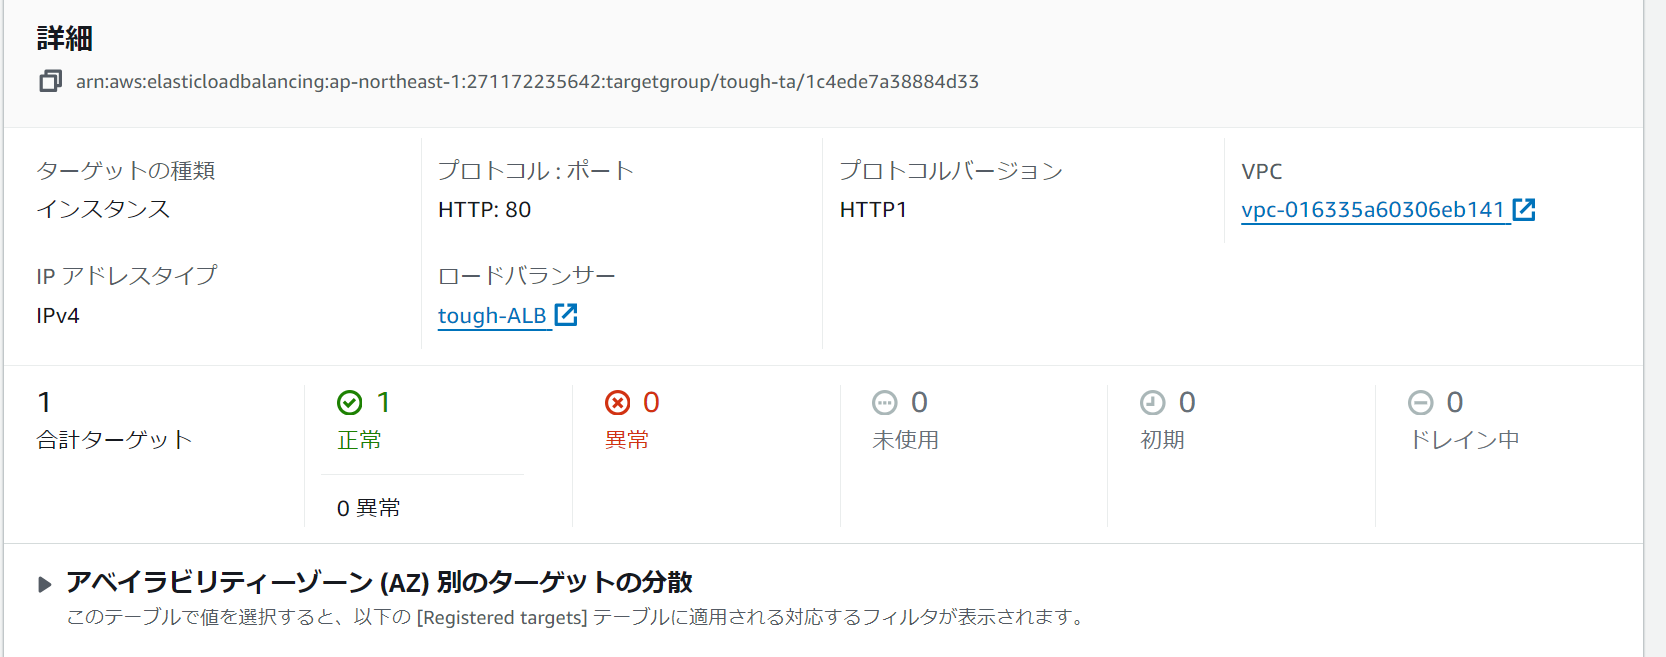 詳細
arn:aws:elasticloadbalancing:ap-northeast-1:271172235642:targetgroup/tough-ta/1c4ede7a38884d33
ターゲットの種類
インスタンス
プロトコル : ポート
HTTP: 80
プロトコルバージョン
HTTP1
VPC
vpc-016335a60306eb141
IP アドレスタイプ
IPv4
ロードバランサー
tough-ALB
1
合計ターゲット
1
正常
0 異常
0
異常
0
未使用
0
初期
0
ドレイン中
アベイラビリティーゾーン (AZ) 別のターゲットの分散
このテーブルで値を選択すると、以下の [Registered targets] テーブルに適用される対応するフィルタが表示されます。